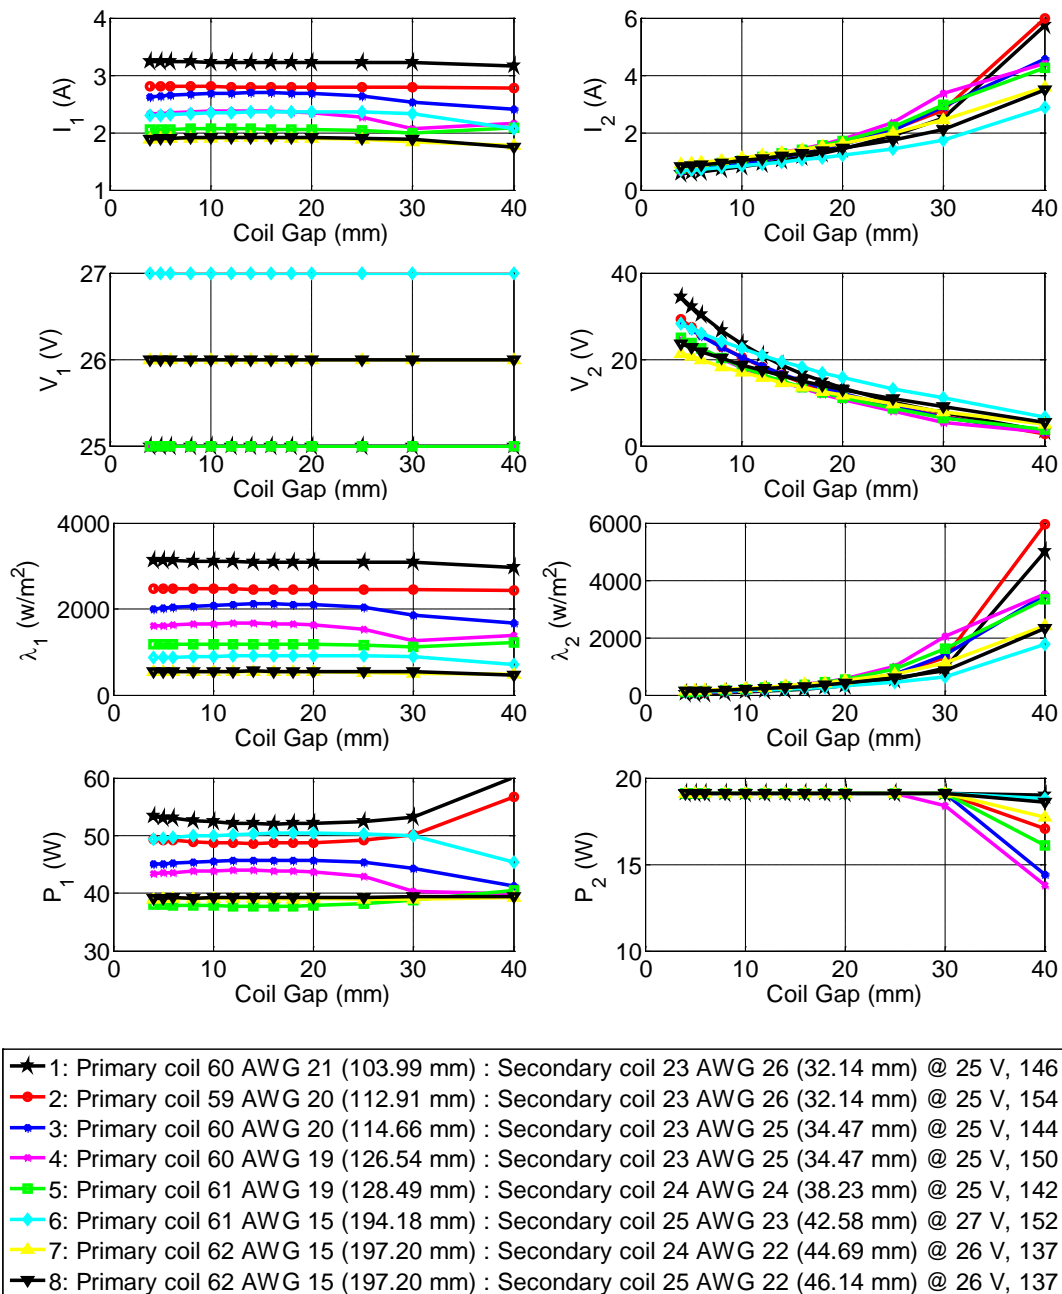 4
3
2
1
0
10
20
30
40
I₁ (A)
Coil Gap (mm)
6
4
2
0
0
10
20
30
40
I₂ (A)
Coil Gap (mm)
27
26
25
0
10
20
30
40
V₁ (V)
Coil Gap (mm)
40
20
0
0
10
20
30
40
V₂ (V)
Coil Gap (mm)
4000
2000
0
0
10
20
30
40
λ₁ (w/m²)
Coil Gap (mm)
6000
4000
2000
0
0
10
20
30
40
λ₂ (w/m²)
Coil Gap (mm)
60
50
40
30
0
10
20
30
40
P₁ (W)
Coil Gap (mm)
20
15
10
0
10
20
30
40
P₂ (W)
Coil Gap (mm)
1: Primary coil 60 AWG 21 (103.99 mm) : Secondary coil 23 AWG 26 (32.14 mm) @ 25 V, 146
2: Primary coil 59 AWG 20 (112.91 mm) : Secondary coil 23 AWG 26 (32.14 mm) @ 25 V, 154
3: Primary coil 60 AWG 20 (114.66 mm) : Secondary coil 23 AWG 25 (34.47 mm) @ 25 V, 144
4: Primary coil 60 AWG 19 (126.54 mm) : Secondary coil 23 AWG 25 (34.47 mm) @ 25 V, 150
5: Primary coil 61 AWG 19 (128.49 mm) : Secondary coil 24 AWG 24 (38.23 mm) @ 25 V, 142
6: Primary coil 61 AWG 15 (194.18 mm) : Secondary coil 25 AWG 23 (42.58 mm) @ 27 V, 152
7: Primary coil 62 AWG 15 (197.20 mm) : Secondary coil 24 AWG 22 (44.69 mm) @ 26 V, 137
8: Primary coil 62 AWG 15 (197.20 mm) : Secondary coil 25 AWG 22 (46.14 mm) @ 26 V, 137